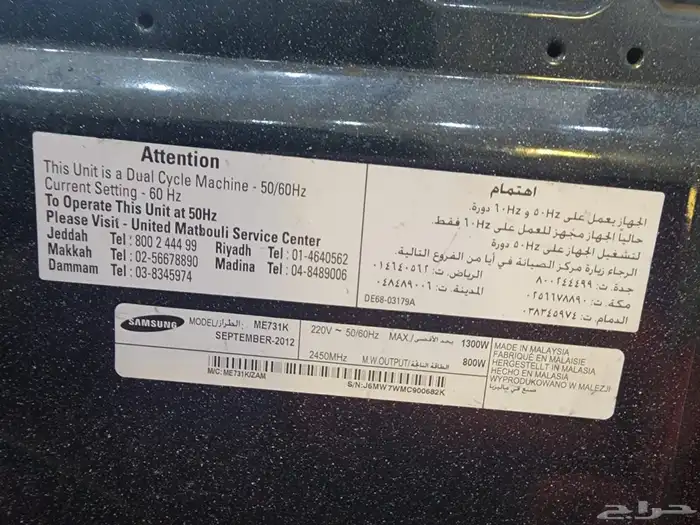 Attention
This Unit is a Dual Cycle Machine - 50/60Hz
Current Setting - 60 Hz
To Operate This Unit at 50Hz
Please Visit - United Matbouli Service Center
Jeddah Tel : 800 2 444 99 Riyadh Tel : 01-4640562
Makkah Tel : 02-56678890 Madina Tel : 04-8489006
Dammam Tel : 03-8345974
اهتمام
الجهاز يعمل على ٥٠Hz و ٦٠Hz دورة.
حالياً الجهاز مجهز للعمل على ٦٠Hz فقط.
لتشغيل الجهاز على ٥٠Hz دورة
الرجاء زيارة مركز الصيانة في أيا من الفروع التالية.
جدة: ت: ٨٠٠٢٤٤٤٩٩ الرياض: ت: ٠١٤٦٤٠٥٦٢
مكة: ت: ٠٢٥٦٦٧٨٨٩٠ المدينة: ت: ٠٤٨٤٨٩٠٠٦
الدمام: ت: ٠٣٨٣٤٥٩٧٤
DE68-03179A
SAMSUNG
MODEL/الطراز: ME731K
SEPTEMBER-2012
220V ~ 50/60Hz MAX./بحد الأقصى 1300W
2450MHz M.W.OUTPUT/الطاقة الناقة 800W
M/C: ME731K/ZAM
S/N:J6MW7WMC900682K
MADE IN MALAYSIA
FABRIQUÉ EN MALAISIE
HERGESTELLT IN MALAYSIA
HECHO EN MALASIA
WYPRODUKOWANO W MALEZJI
صنع في ماليزيا
حراج